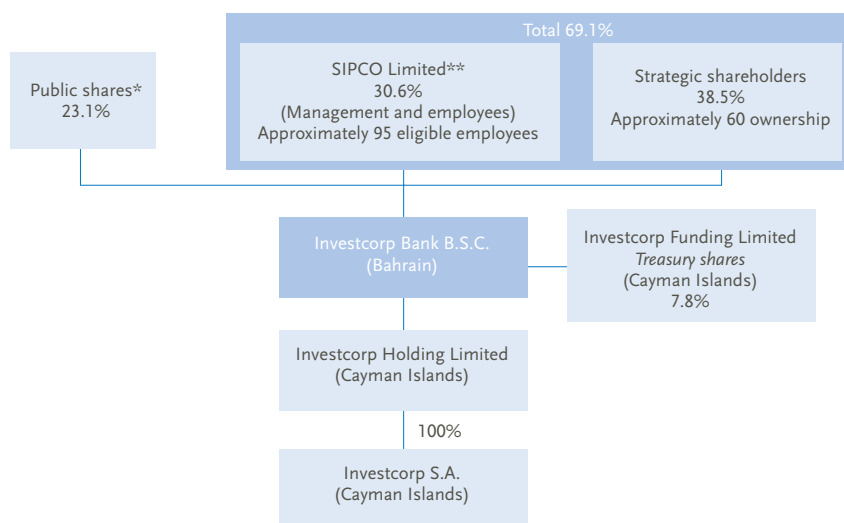 Total 69.1%
Public shares*
23.1%
SIPCO Limited**
30.6%
(Management and employees)
Approximately 95 eligible employees
Strategic shareholders
38.5%
Approximately 60 ownership
Investcorp Bank B.S.C.
(Bahrain)
Investcorp Funding Limited
Treasury shares
(Cayman Islands)
7.8%
Investcorp Holding Limited
(Cayman Islands)
100%
Investcorp S.A.
(Cayman Islands)